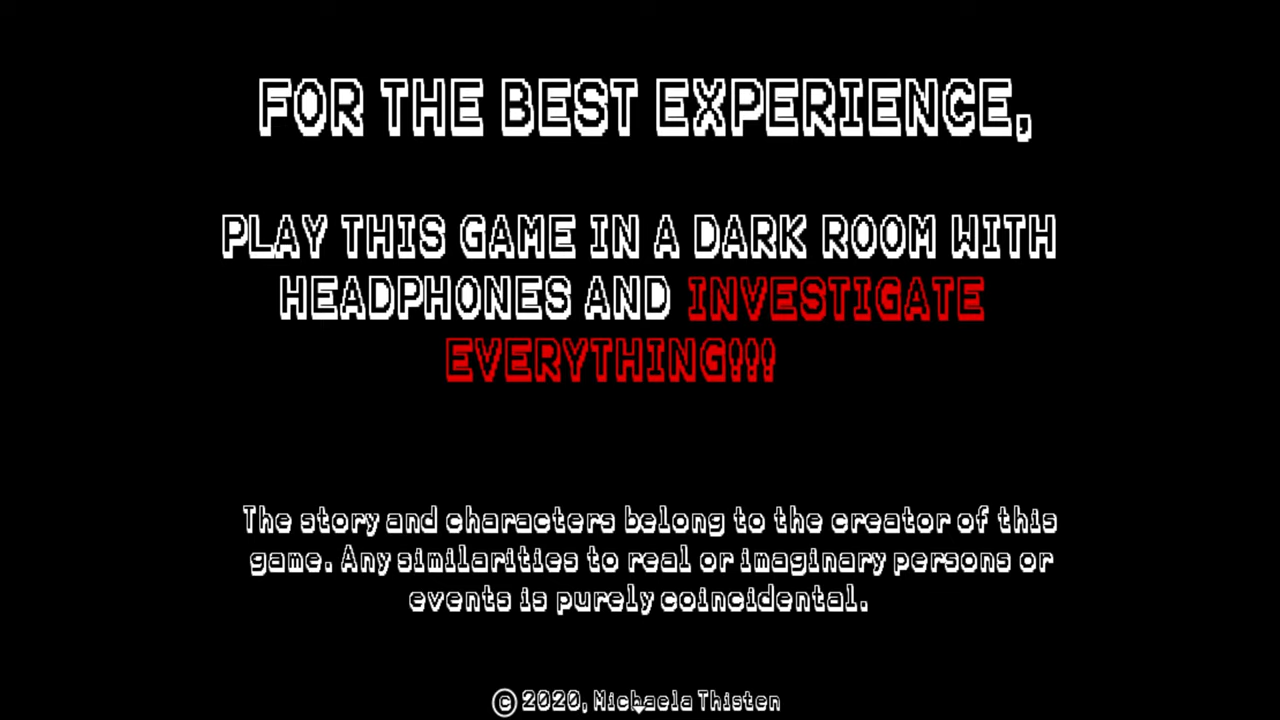 FOR THE BEST EXPERIENCE,
PLAY THIS GAME IN A DARK ROOM WITH
HEADPHONES AND INVESTIGATE
EVERYTHING!!!
The story and characters belong to the creator of this
game. Any similarities to real or imaginary persons or
events is purely coincidental.
© 2020, Michaela Thisten